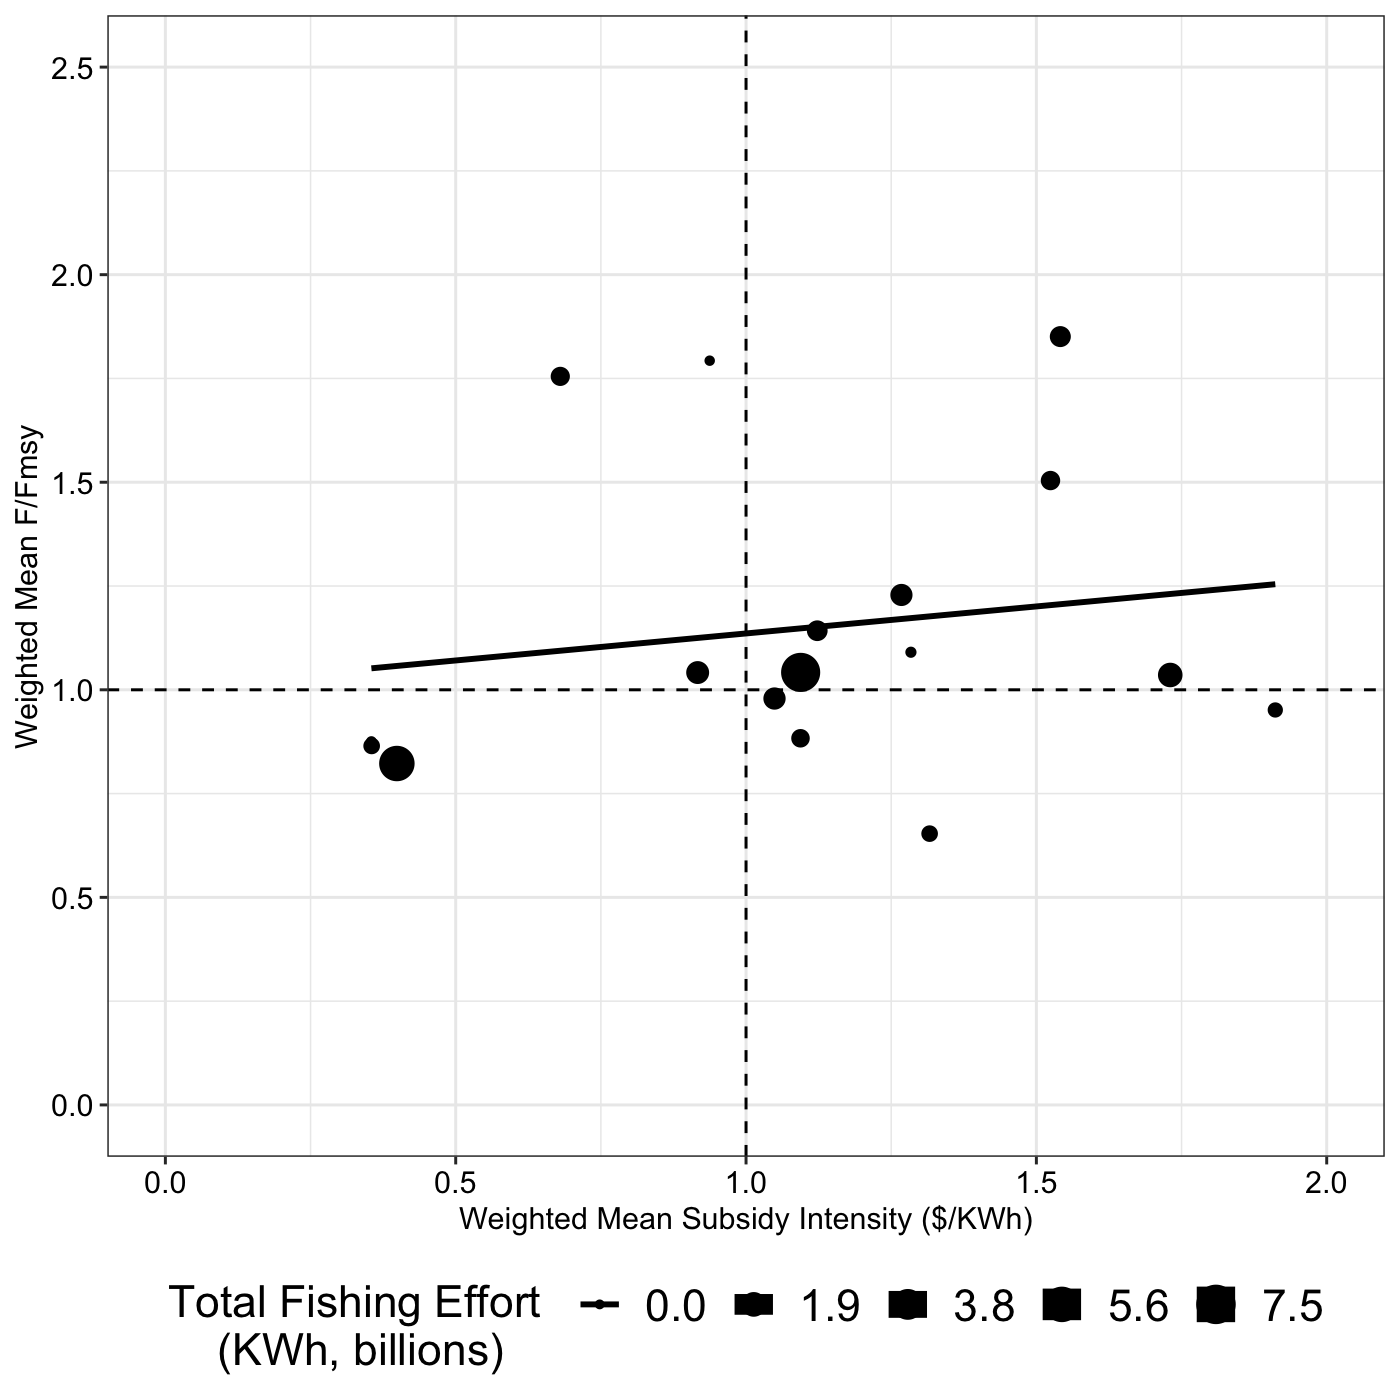 2.5
2.0
1.5
1.0
0.5
0.0
Weighted Mean F/Fmsy
0.0 0.5 1.0 1.5 2.0
Weighted Mean Subsidy Intensity ($/KWh)
Total Fishing Effort
(KWh, billions)
0.0 1.9 3.8 5.6 7.5